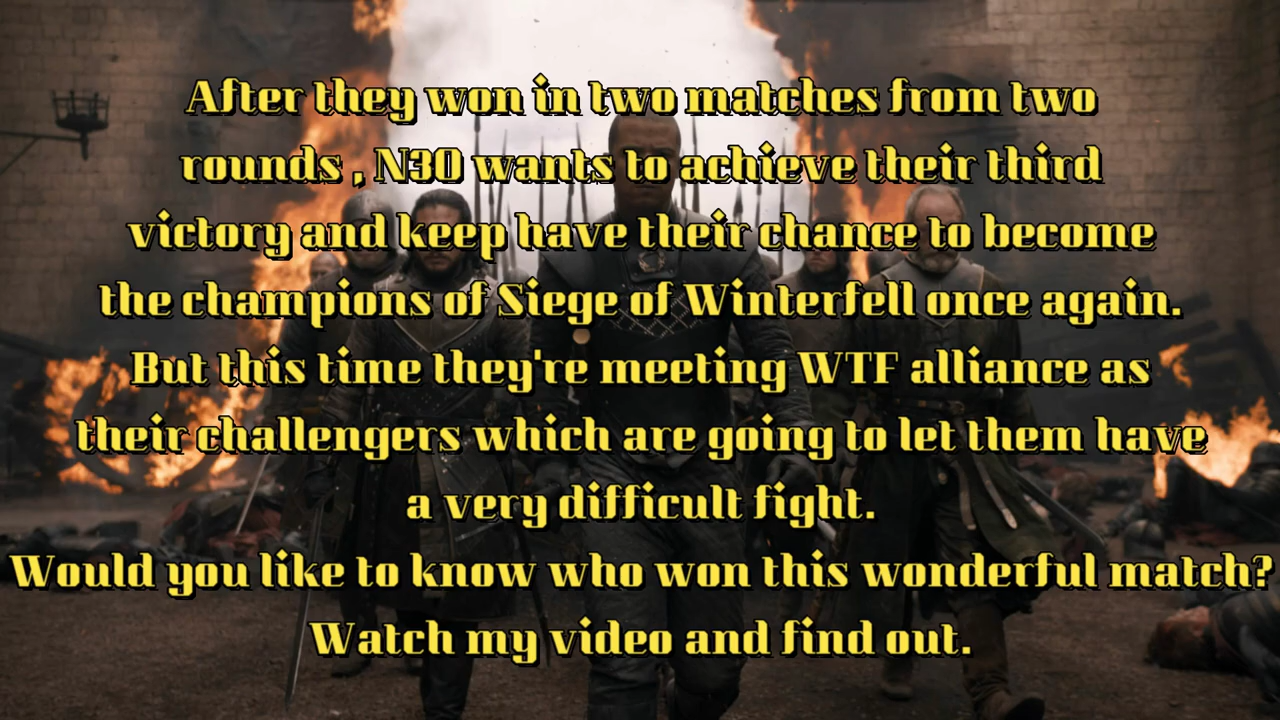 After they won in two matches from two
rounds , N30 wants to achieve their third
victory and keep have their chance to become
the champions of Siege of Winterfell once again.
But this time they're meeting WTF alliance as
their challengers which are going to let them have
a very difficult fight.
Would you like to know who won this wonderful match?
Watch my video and find out.